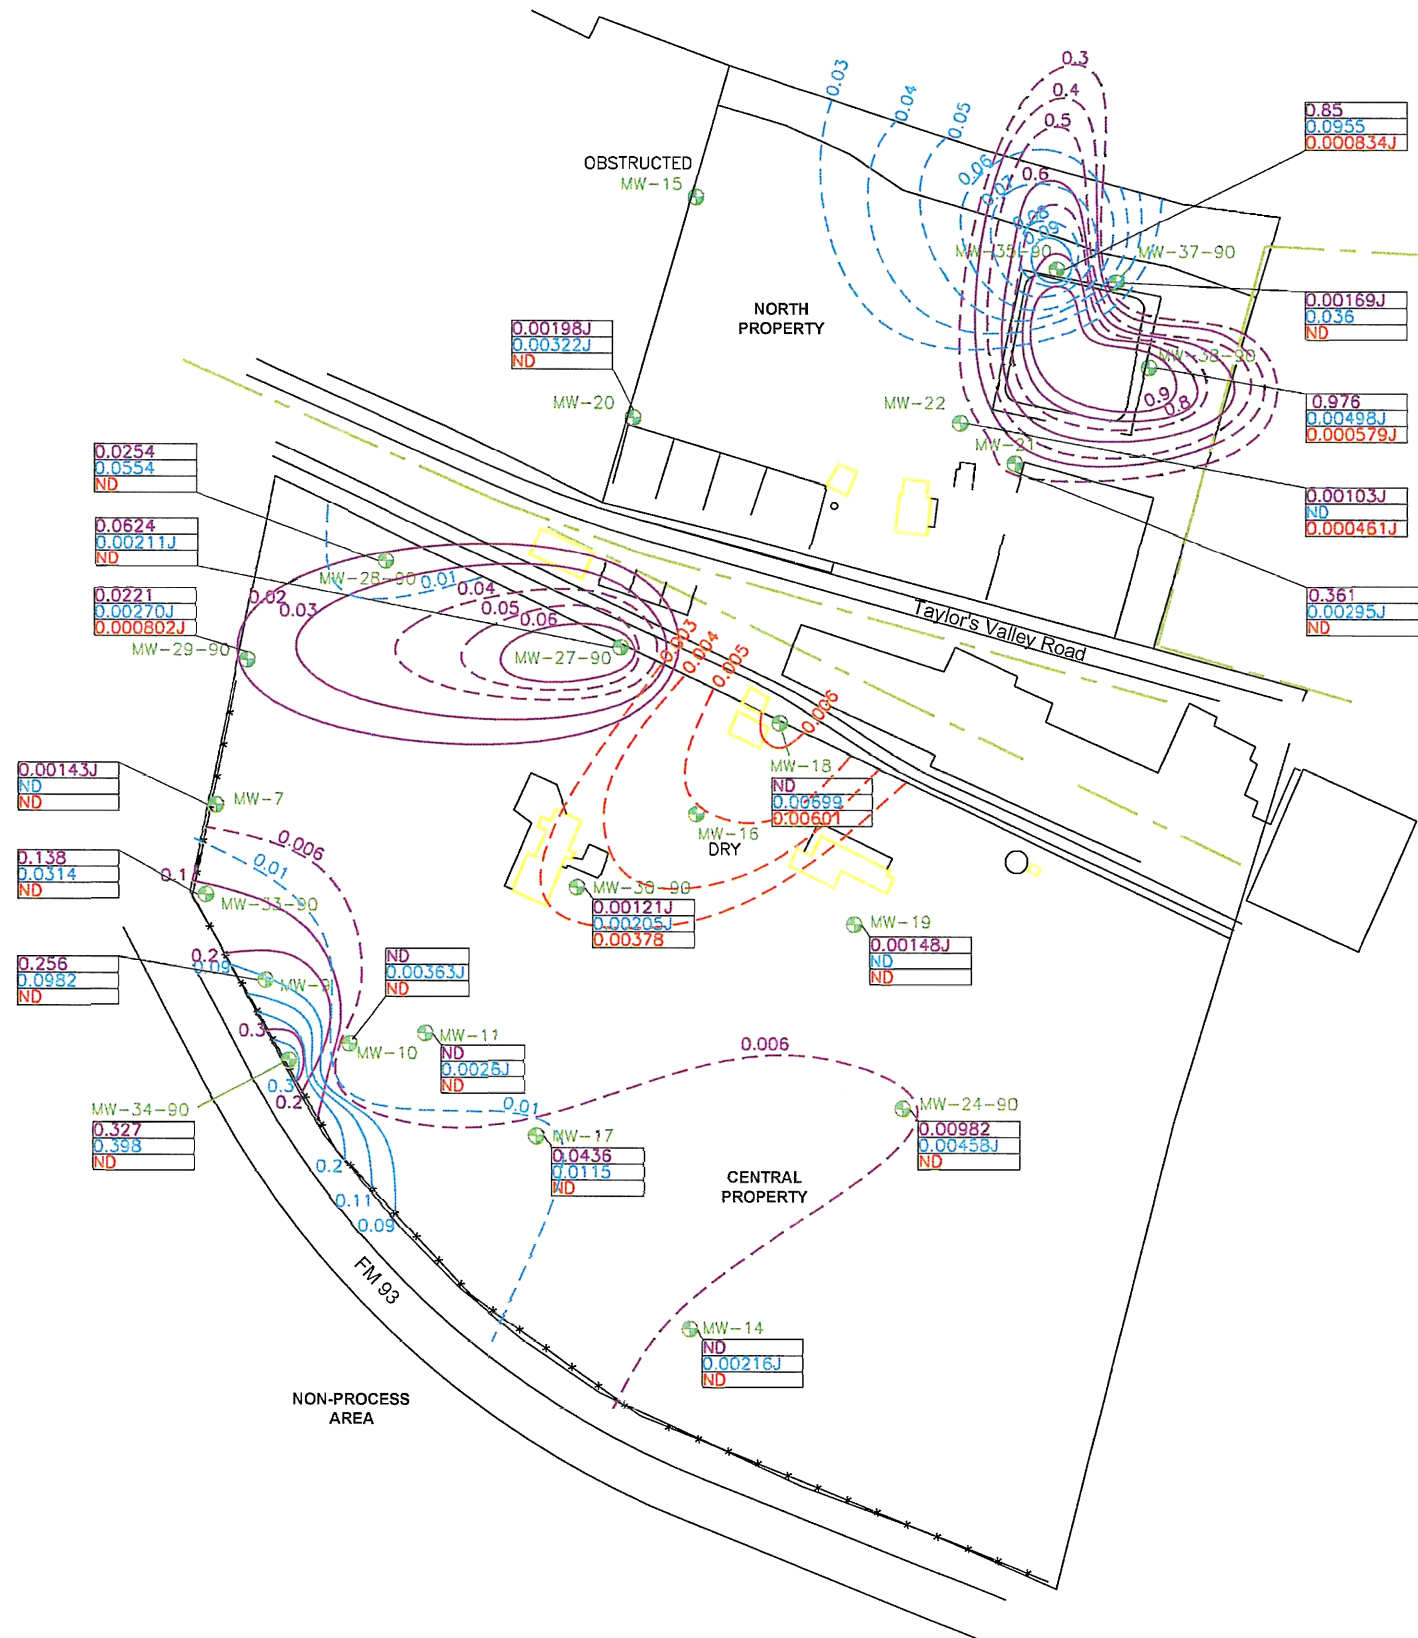 0.3
0.03
0.4
0.04
0.05
0.5
0.85
0.0955
0.000834J
OBSTRUCTED
MW-15
0.06
0.6
0.07
0.08
0.09
MW-35-90
MW-37-90
NORTH
PROPERTY
0.00169J
0.036
ND
0.00198J
0.00322J
ND
MW-38-90
MW-20
MW-22
0.9
0.8
0.976
0.00498J
0.000579J
MW-21
0.0254
0.0554
ND
0.00103J
ND
0.000461J
0.0624
0.00211J
ND
MW-28-90
0.01
0.04
0.02
0.03
0.05
0.06
0.0221
0.00270J
0.000802J
0.361
0.00295J
ND
Taylor's Valley Road
MW-29-90
MW-27-90
0.003
0.004
0.005
0.006
MW-18
ND
0.00699
0.00601
0.00143J
ND
ND
MW-7
MW-16
DRY
0.006
0.01
0.138
0.0314
ND
0.1
MW-33-90
MW-30-90
0.00121J
0.00205J
0.00378
MW-19
0.00148J
ND
ND
0.2
0.09
0.256
0.0982
ND
MW-9
ND
0.00363J
ND
0.3
MW-10
MW-11
ND
0.0026J
ND
0.006
0.3
0.2
0.01
MW-34-90
0.327
0.398
ND
MW-24-90
0.00982
0.00458J
ND
MW-17
0.0436
0.0115
ND
0.2
0.11
0.09
CENTRAL
PROPERTY
FM 93
MW-14
ND
0.00216J
ND
NON-PROCESS
AREA